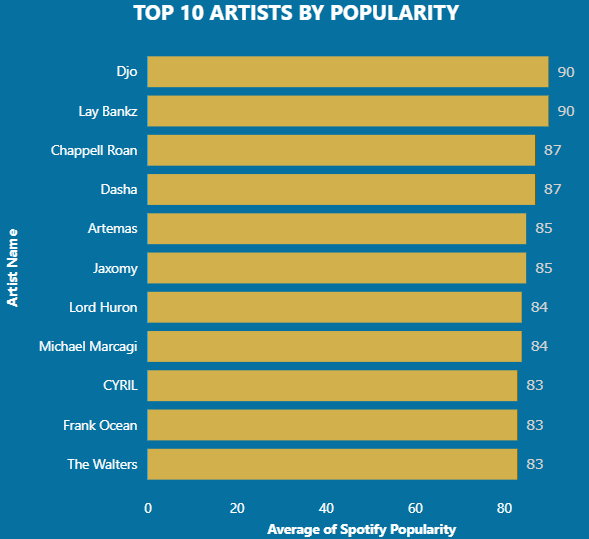 TOP 10 ARTISTS BY POPULARITY
Djo 90
Lay Bankz 90
Chappell Roan 87
Dasha 87
Artemas 85
Jaxomy 85
Lord Huron 84
Michael Marcagi 84
CYRIL 83
Frank Ocean 83
The Walters 83
Artist Name
0 20 40 60 80
Average of Spotify Popularity